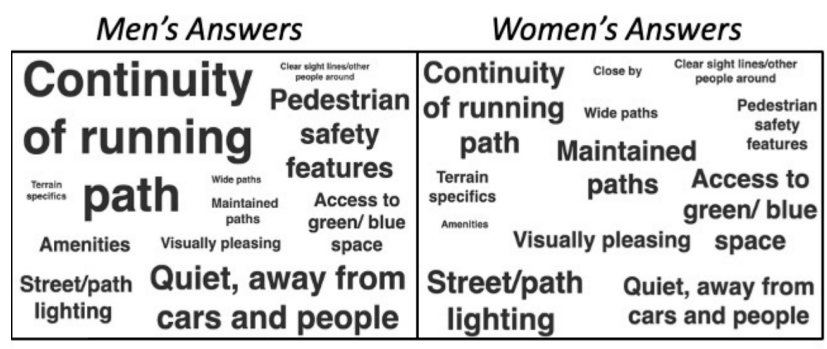 Men's Answers
Women's Answers
Continuity
of running
path
Clear sight lines/other
people around
Pedestrian
safety
features
Terrain
specifics
Wide paths
Maintained
paths
Access to
green/ blue
space
Amenities
Visually pleasing
Street/path
lighting
Quiet, away from
cars and people
Continuity
of running
path
Close by
Clear sight lines/other
people around
Wide paths
Pedestrian
safety
features
Maintained
paths
Terrain
specifics
Access to
green/ blue
space
Amenities
Visually pleasing
Street/path
lighting
Quiet, away from
cars and people